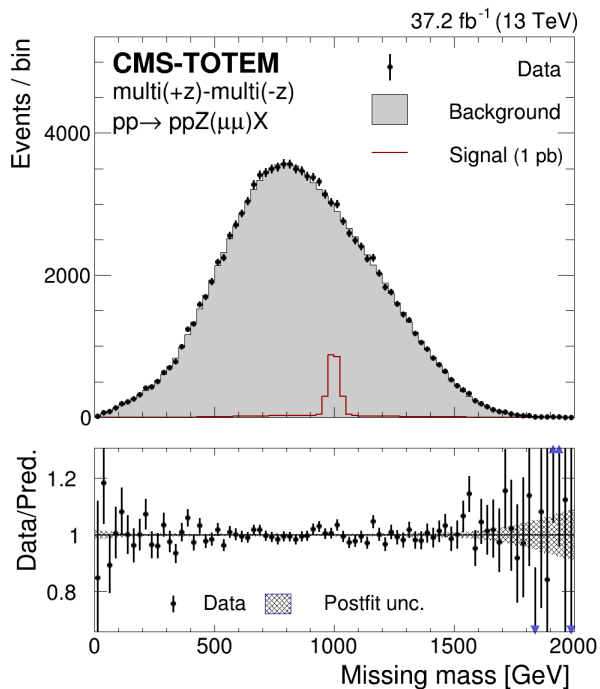 37.2 fb⁻¹ (13 TeV)
Events / bin
CMS-TOTEM
multi(+z)-multi(-z)
pp→ ppZ(μμ)X
Data
Background
Signal (1 pb)
4000
2000
0
Data/Pred.
1.2
1
0.8
Data
Postfit unc.
0 500 1000 1500 2000
Missing mass [GeV]